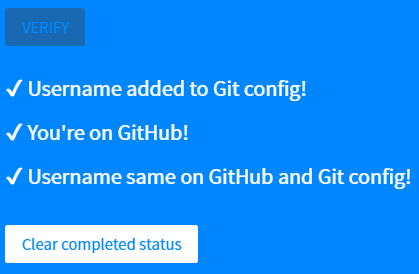 VERIFY
✔ Username added to Git config!
✔ You're on GitHub!
✔ Username same on GitHub and Git config!
Clear completed status